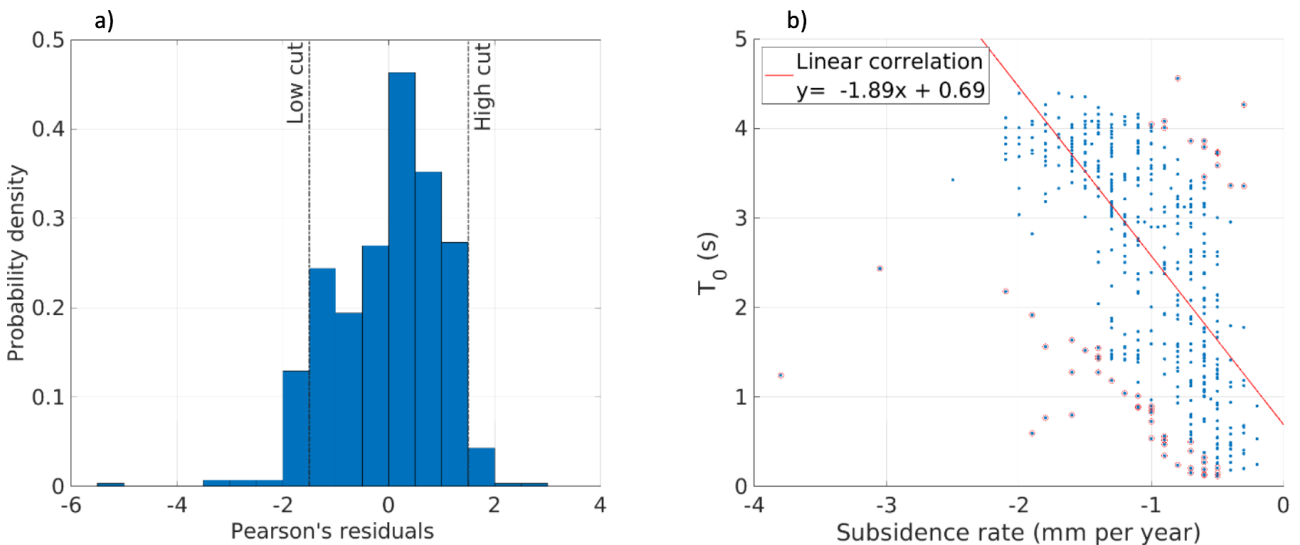 a)
Low cut
High cut
0.5
0.4
0.3
0.2
0.1
0
-6
-4
-2
0
2
4
Probability density
Pearson's residuals
b)
Linear correlation
y= -1.89x + 0.69
5
4
3
2
1
0
-4
-3
-2
-1
0
T0 (s)
Subsidence rate (mm per year)